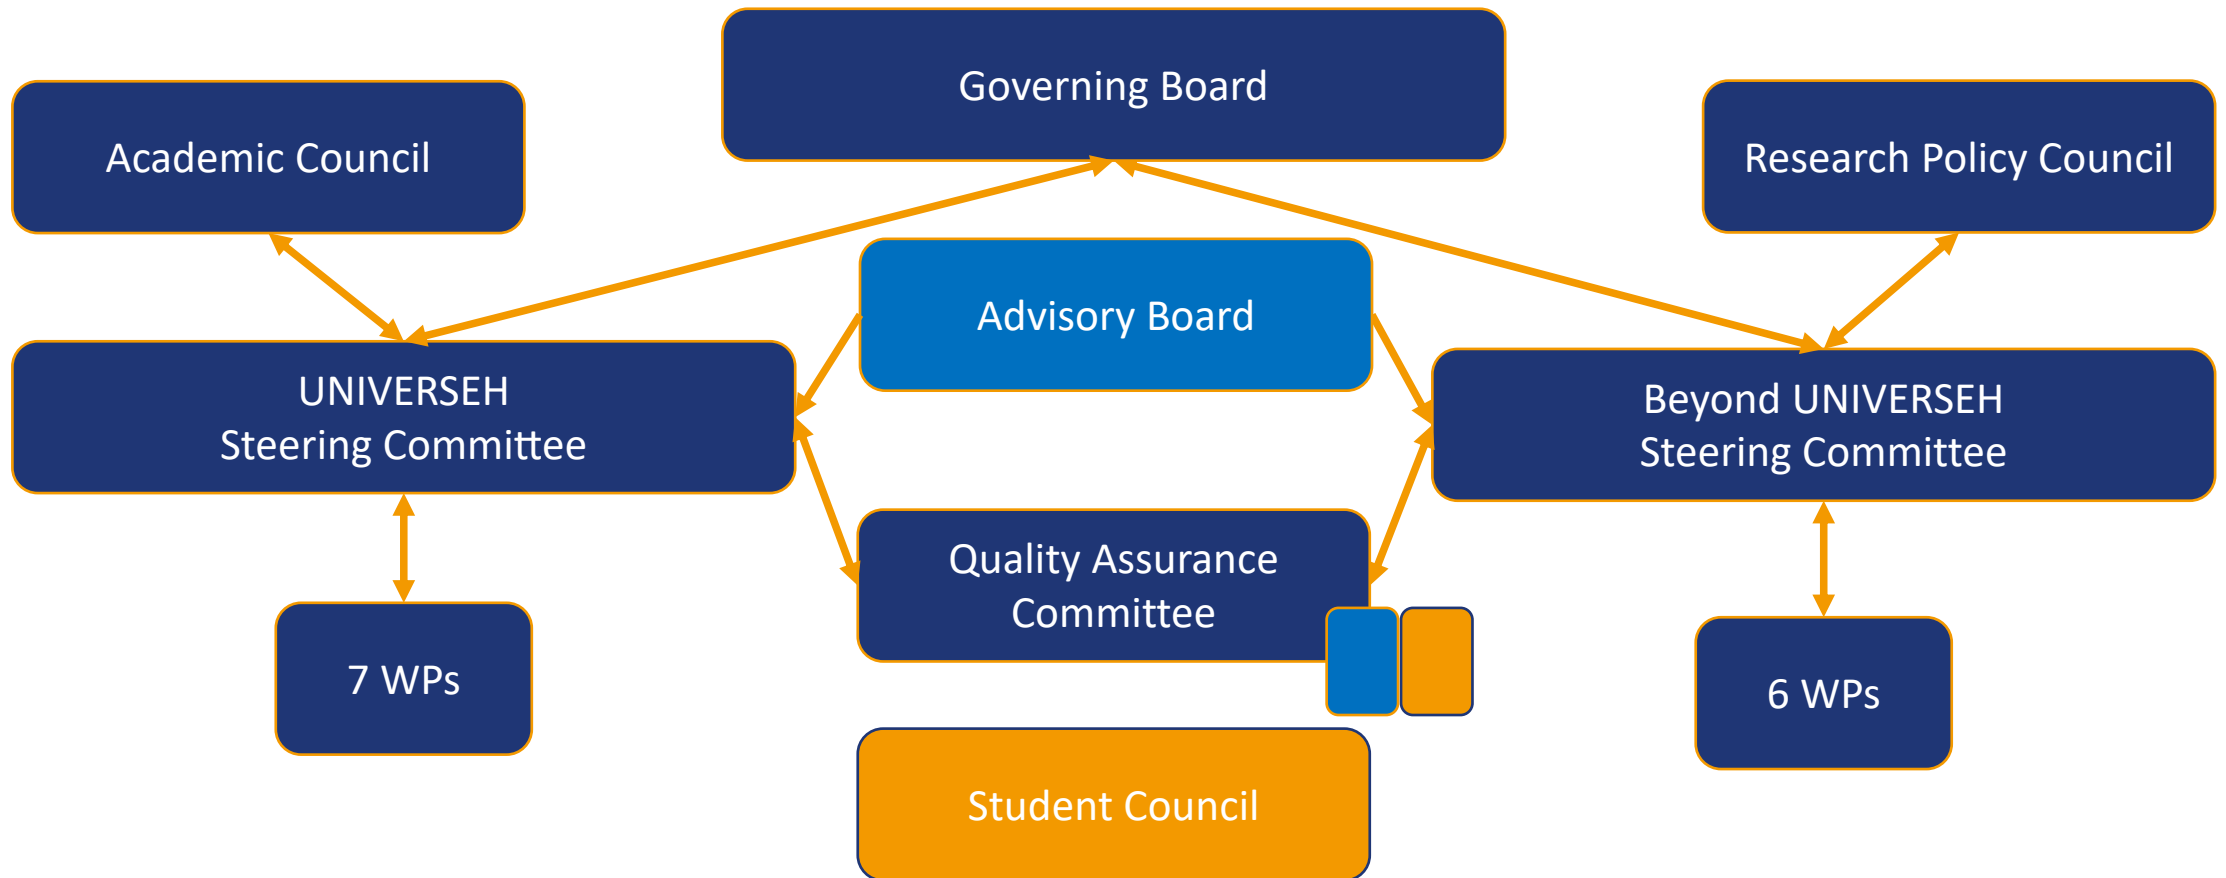 Governing Board
Academic Council
Research Policy Council
Advisory Board
UNIVERSEH
Steering Committee
Beyond UNIVERSEH
Steering Committee
Quality Assurance
Committee
7 WPs
6 WPs
Student Council